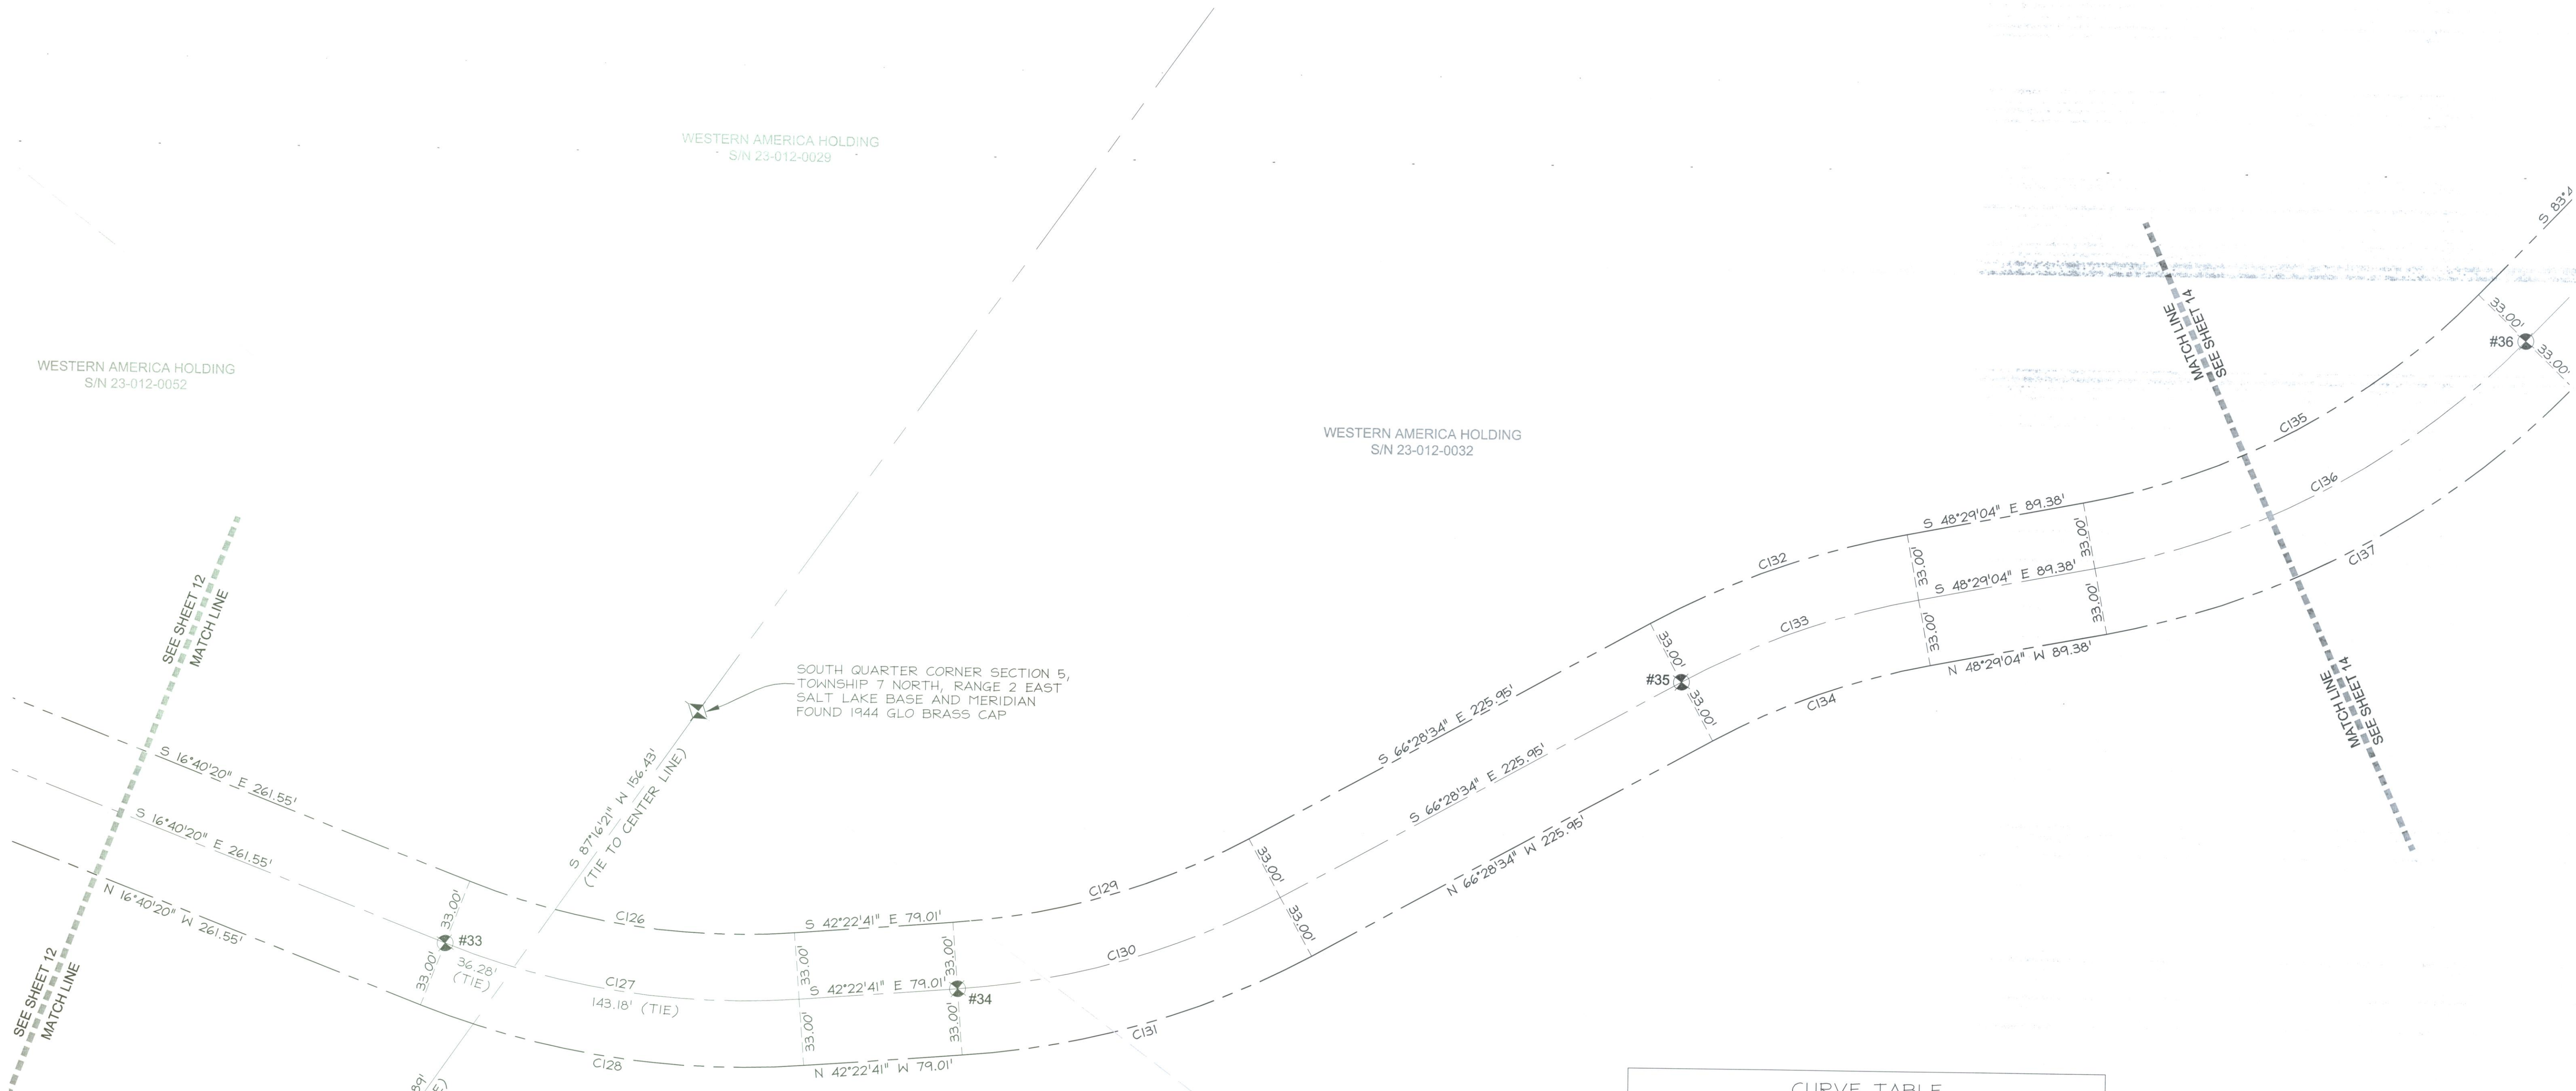 WESTERN AMERICA HOLDING
S/N 23-012-0029
WESTERN AMERICA HOLDING
S/N 23-012-0052
WESTERN AMERICA HOLDING
S/N 23-012-0032
SEE SHEET 12
MATCH LINE
SEE SHEET 12
MATCH LINE
S 16°40'20" E 261.55'
S 16°40'20" E 261.55'
N 16°40'20" W 261.55'
33.00'
33.00'
#33
36.28'
(TIE)
S 87°16'21" W 156.43'
(TIE TO CENTER LINE)
SOUTH QUARTER CORNER SECTION 5,
TOWNSHIP 7 NORTH, RANGE 2 EAST
SALT LAKE BASE AND MERIDIAN
FOUND 1944 GLO BRASS CAP
C126
C127
143.18' (TIE)
C128
S 42°22'41" E 79.01'
33.00'
33.00'
S 42°22'41" E 79.01'
#34
33.00'
33.00'
N 42°22'41" W 79.01'
C129
C130
C131
33.00'
33.00'
S 66°28'34" E 225.95'
S 66°28'34" E 225.95'
N 66°28'34" W 225.95'
33.00'
#35
33.00'
C132
C133
C134
S 48°29'04" E 89.38'
33.00'
33.00'
S 48°29'04" E 89.38'
33.00'
33.00'
N 48°29'04" W 89.38'
MATCH LINE
SEE SHEET 14
MATCH LINE
SEE SHEET 14
C135
C136
C137
S 83°
33.00'
#36
33.00'
89'
CURVE TABLE